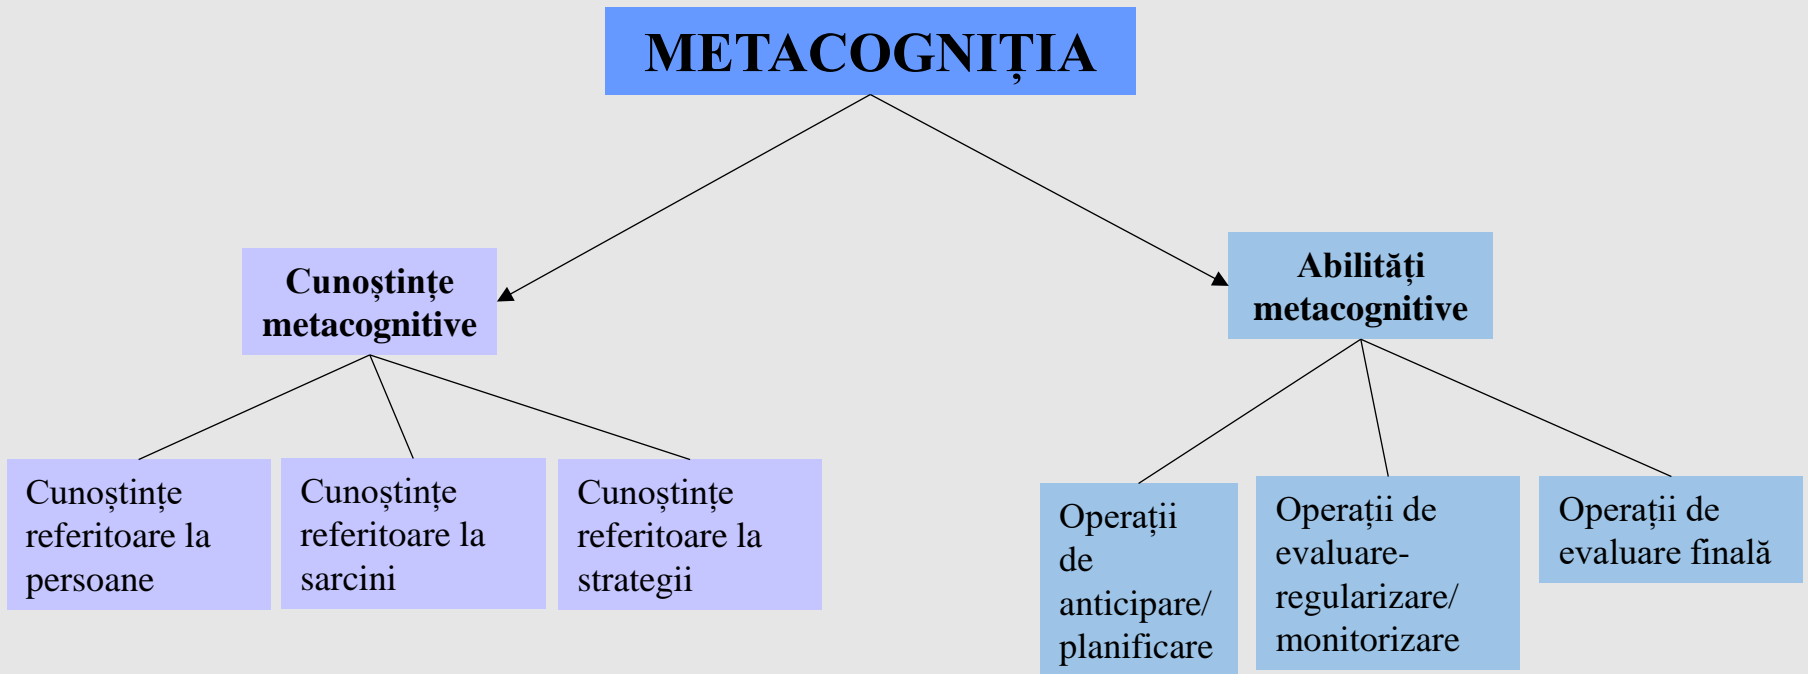 METACOGNIȚIA
Cunoștințe
metacognitive
Abilități
metacognitive
Cunoștințe
referitoare la
persoane
Cunoștințe
referitoare la
sarcini
Cunoștințe
referitoare la
strategii
Operații
de
anticipare/
planificare
Operații de
evaluare-
regularizare/
monitorizare
Operații de
evaluare finală